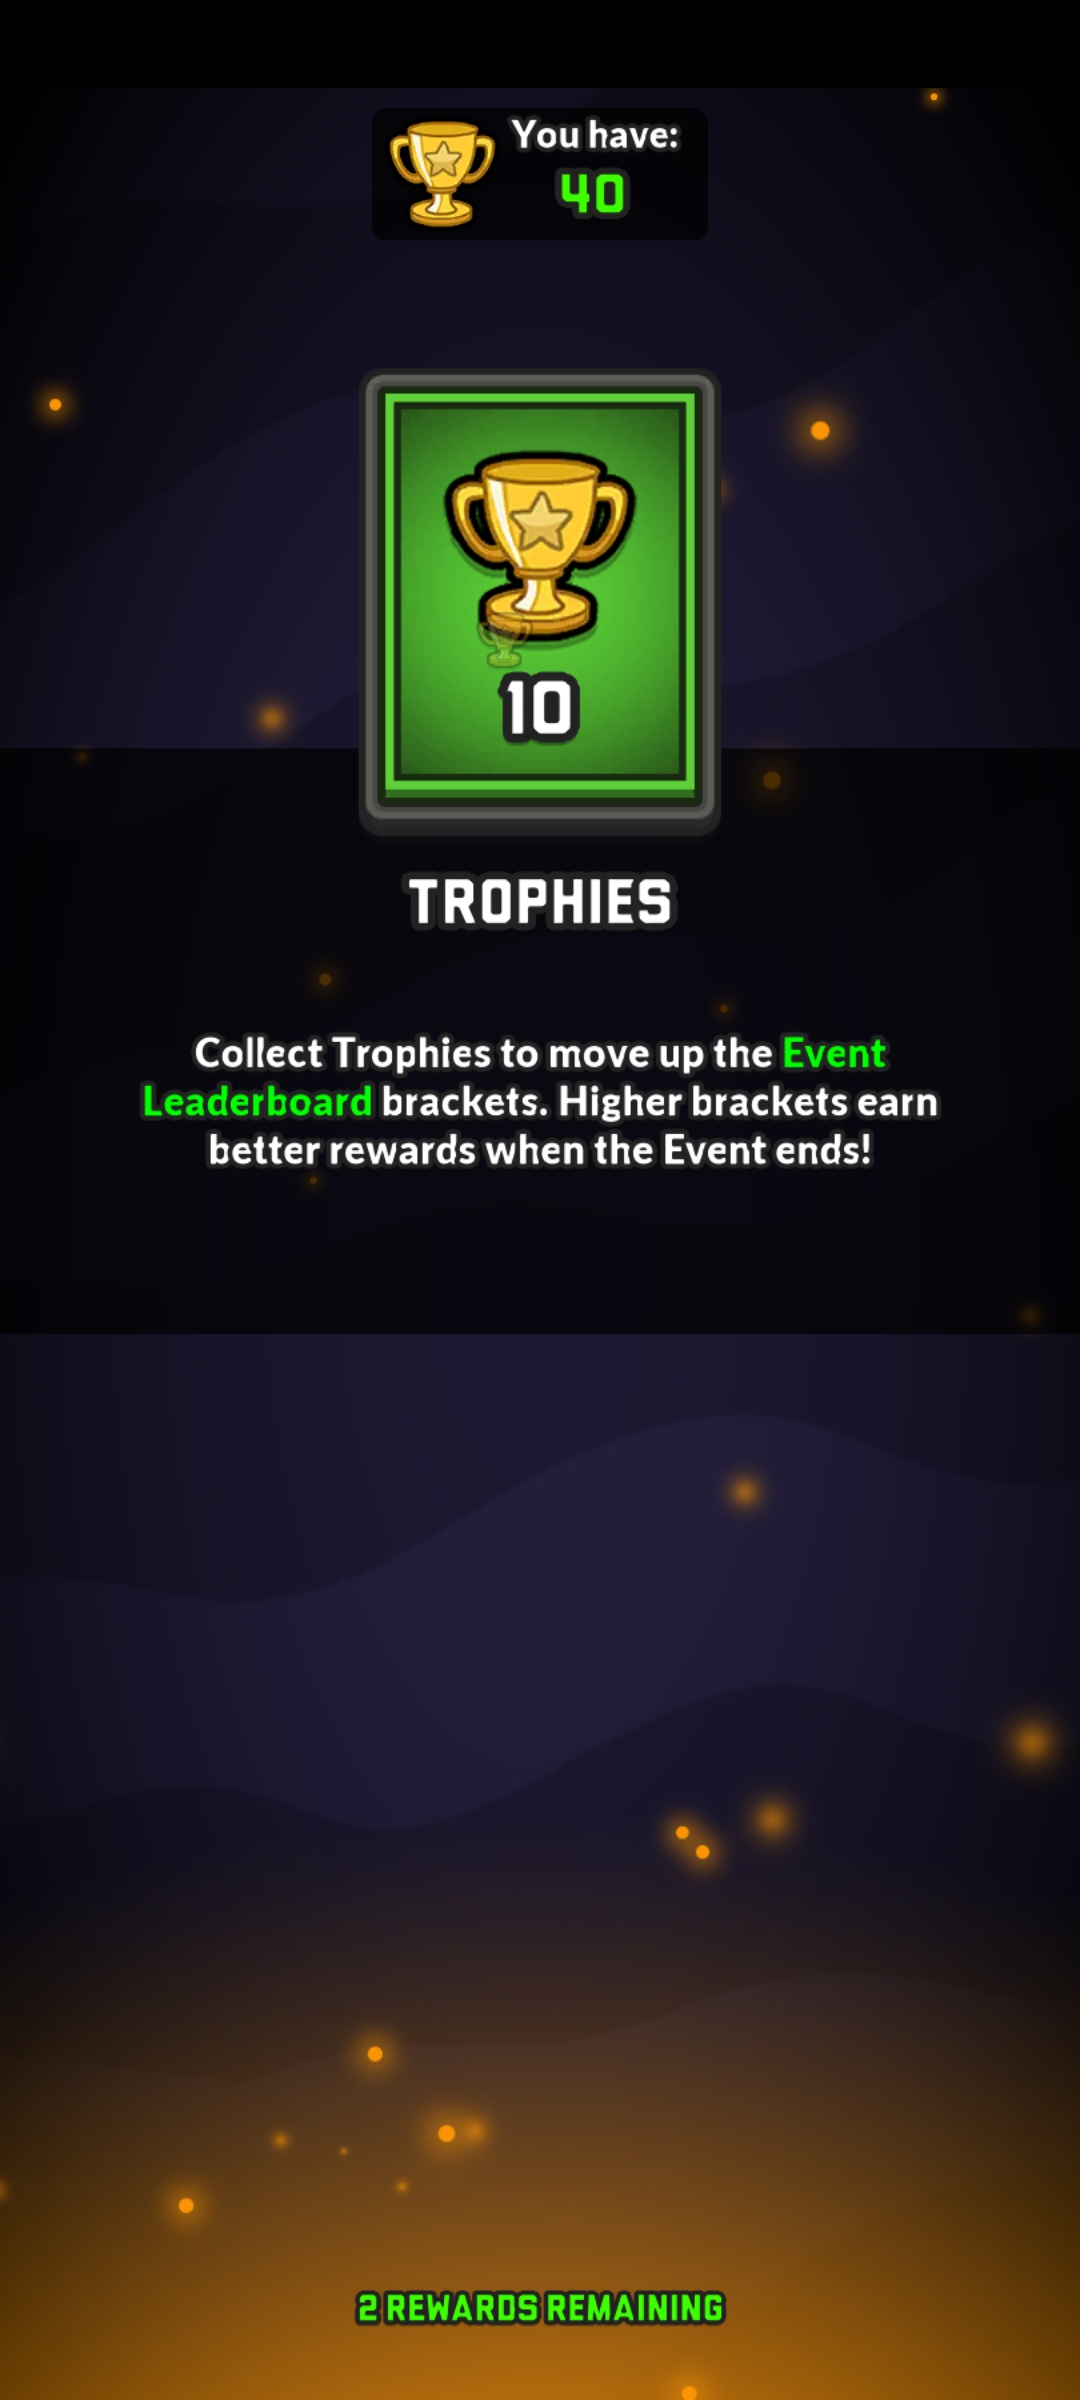 You have:
40
10
TROPHIES
Collect Trophies to move up the Event
Leaderboard brackets. Higher brackets earn
better rewards when the Event ends!
2 REWARDS REMAINING